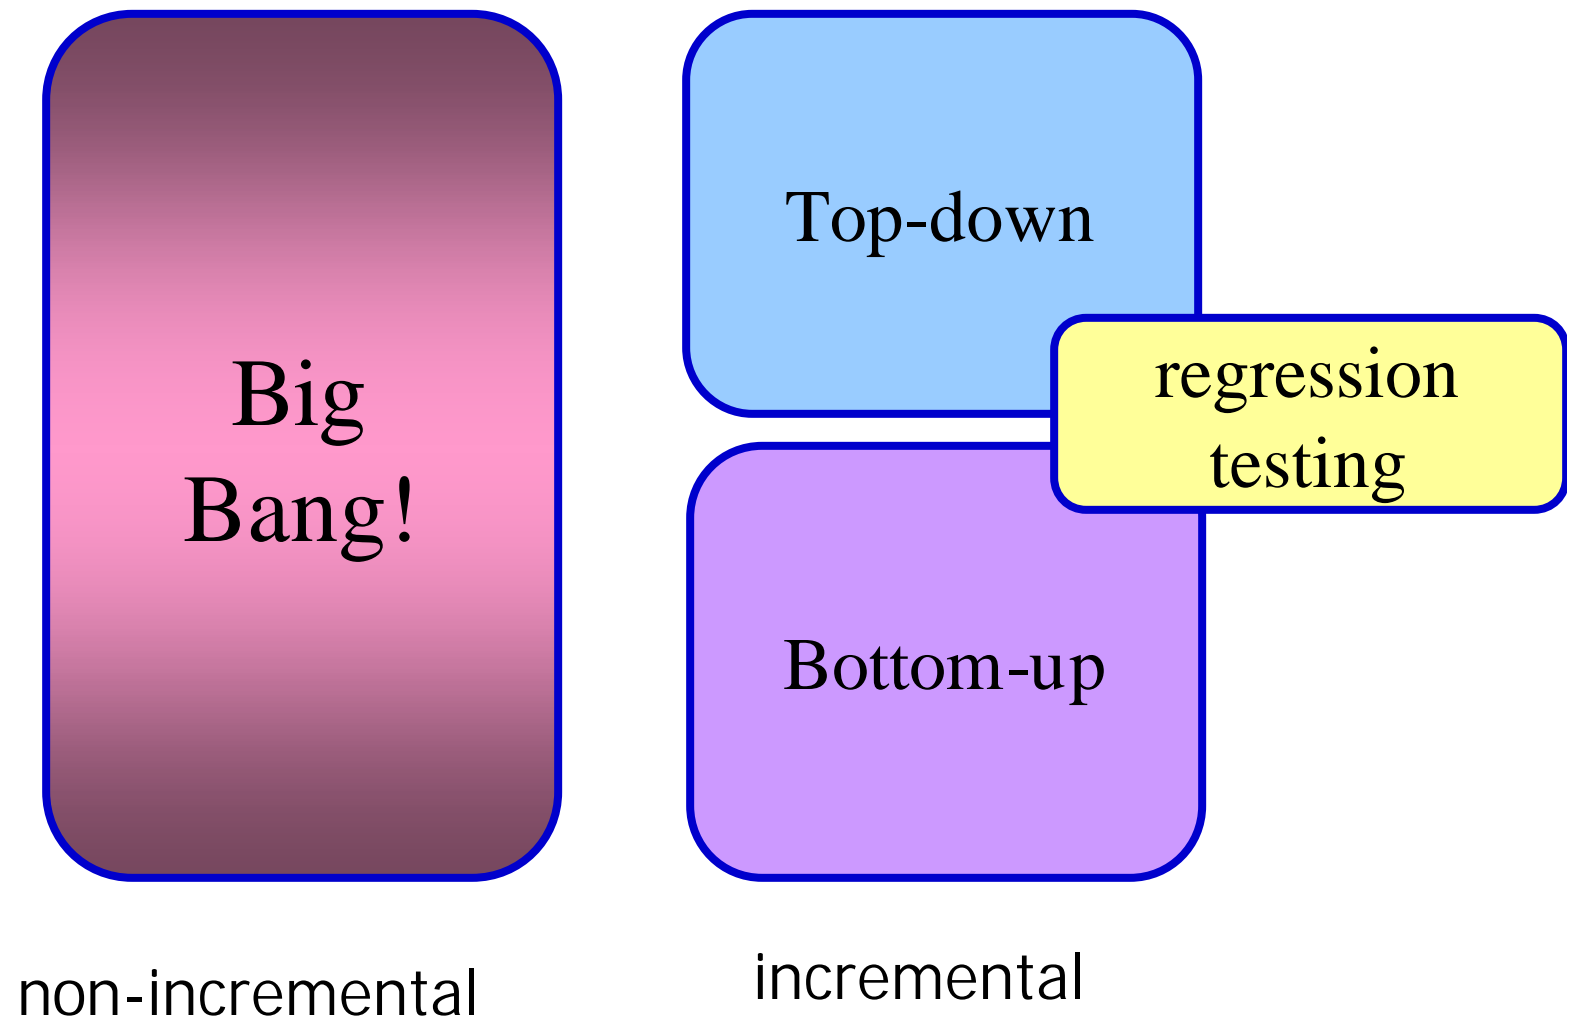 Big
Bang!
Top-down
regression
testing
Bottom-up
non-incremental
incremental